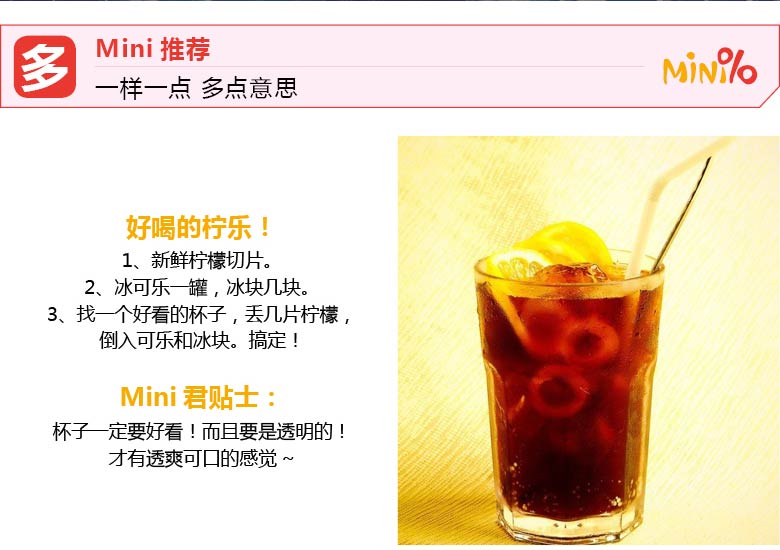 多
Mini 推荐
一样一点 多点意思
MiNi%
好喝的柠乐！
1、新鲜柠檬切片。
2、冰可乐一罐，冰块几块。
3、找一个好看的杯子，丢几片柠檬，
倒入可乐和冰块。搞定！
Mini 君贴士：
杯子一定要好看！而且要是透明的！
才有透爽可口的感觉 ~